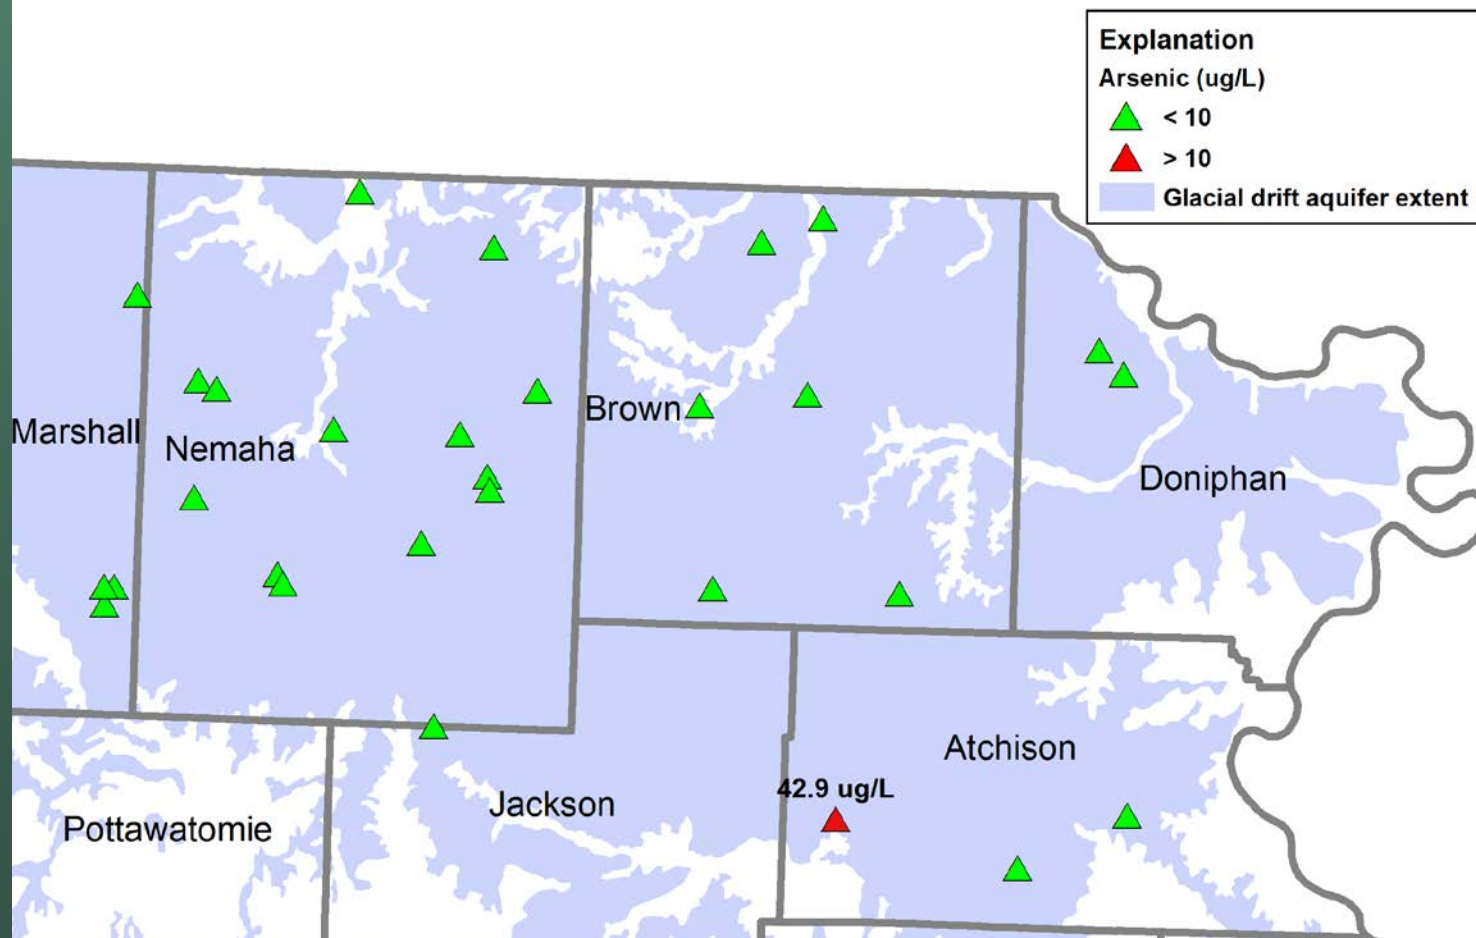 Explanation
Arsenic (ug/L)
< 10
> 10
Glacial drift aquifer extent
Marshall
Nemaha
Brown
Doniphan
Atchison
42.9 ug/L
Jackson
Pottawatomie